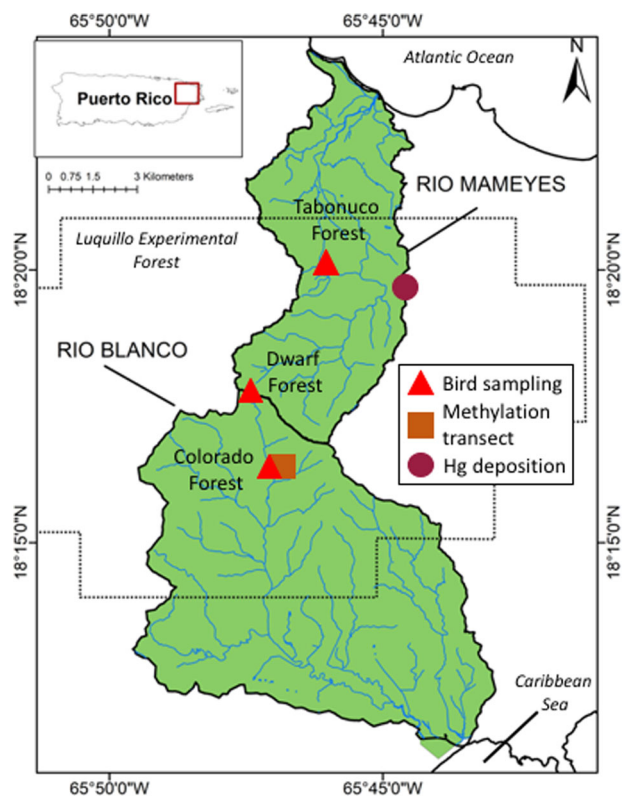 65°50'0"W
65°45'0"W
Atlantic Ocean
N
Puerto Rico
0 0.75 1.5 3 Kilometers
RIO MAMEYES
Tabonuco
Forest
Luquillo Experimental
Forest
18°20'0"N
18°20'0"N
RIO BLANCO
Dwarf
Forest
Bird sampling
Methylation
transect
Hg deposition
Colorado
Forest
18°15'0"N
18°15'0"N
Caribbean
Sea
65°50'0"W
65°45'0"W